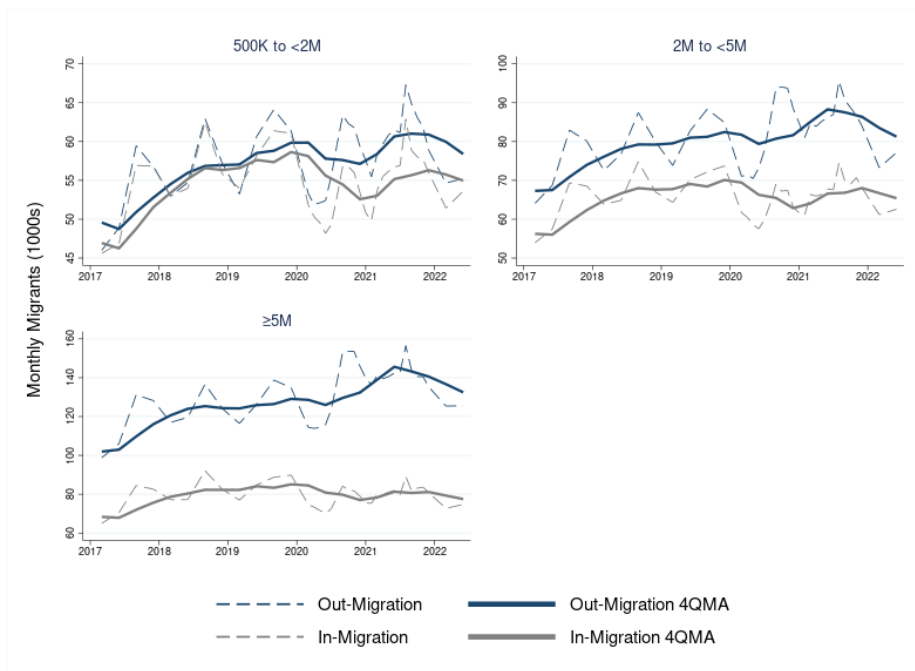 500K to <2M
2M to <5M
70
65
60
55
50
45
2017 2018 2019 2020 2021 2022
100
90
80
70
60
50
2017 2018 2019 2020 2021 2022
≥5M
160
140
120
100
80
60
2017 2018 2019 2020 2021 2022
Monthly Migrants (1000s)
Out-Migration
Out-Migration 4QMA
In-Migration
In-Migration 4QMA